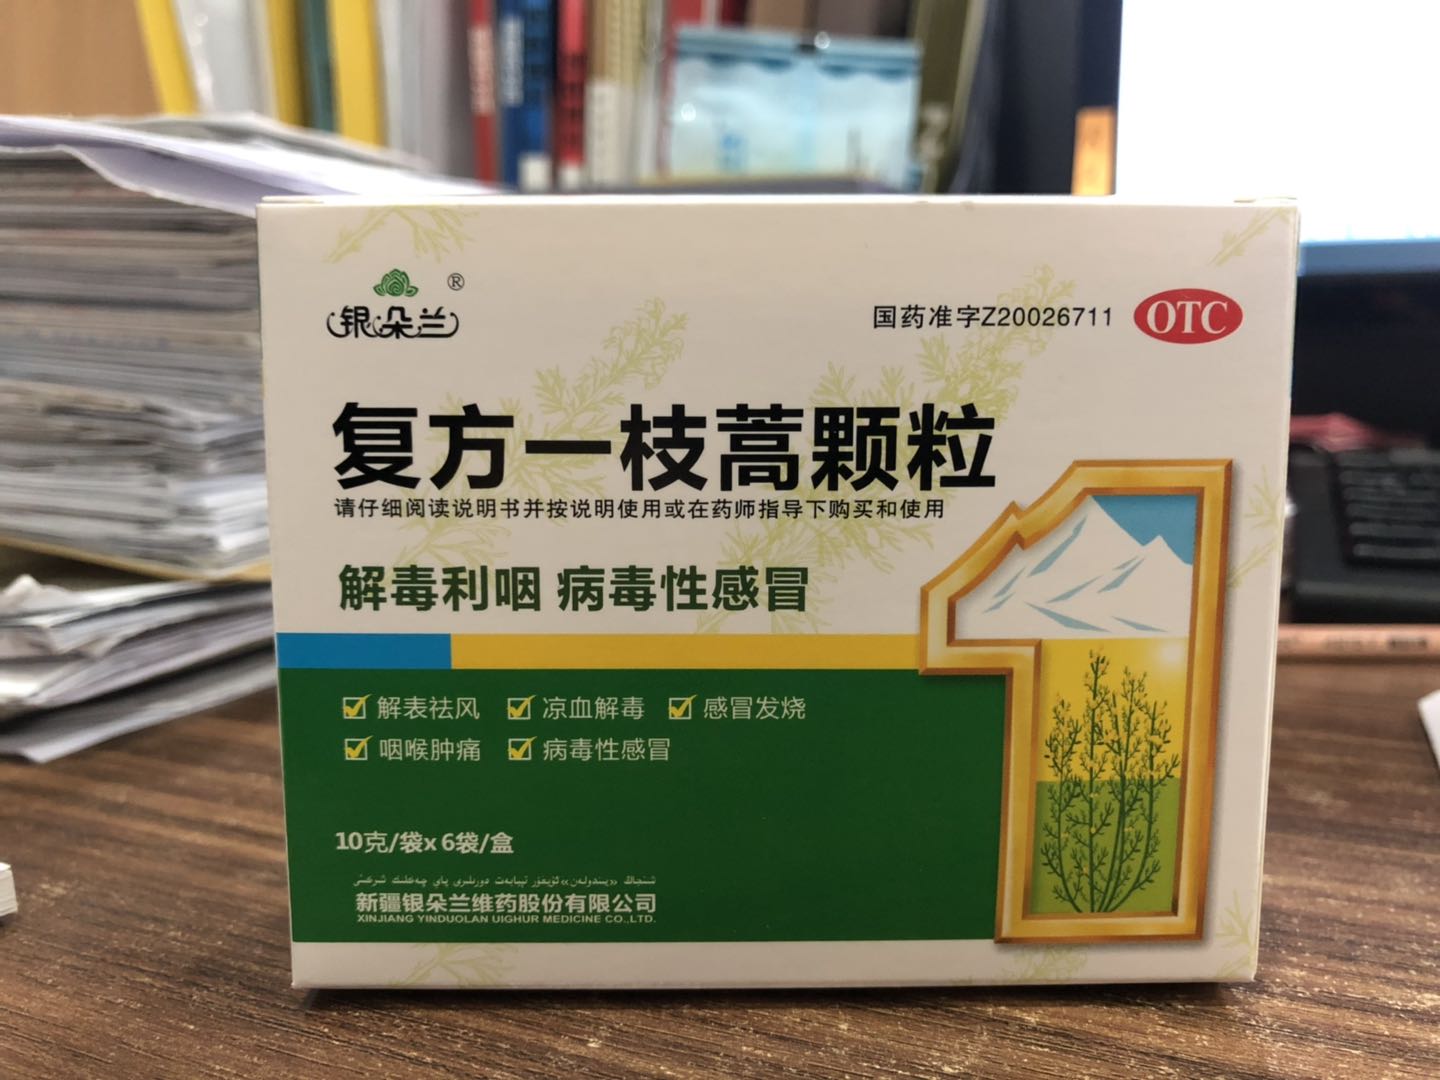 银朵兰®
国药准字Z20026711 OTC
复方一枝蒿颗粒
请仔细阅读说明书并按说明使用或在药师指导下购买和使用
解毒利咽 病毒性感冒
解表祛风 凉血解毒 感冒发烧
咽喉肿痛 病毒性感冒
10克/袋x 6袋/盒
新疆银朵兰维药股份有限公司
XINJIANG YINDUOLAN UIGHUR MEDICINE CO.,LTD.